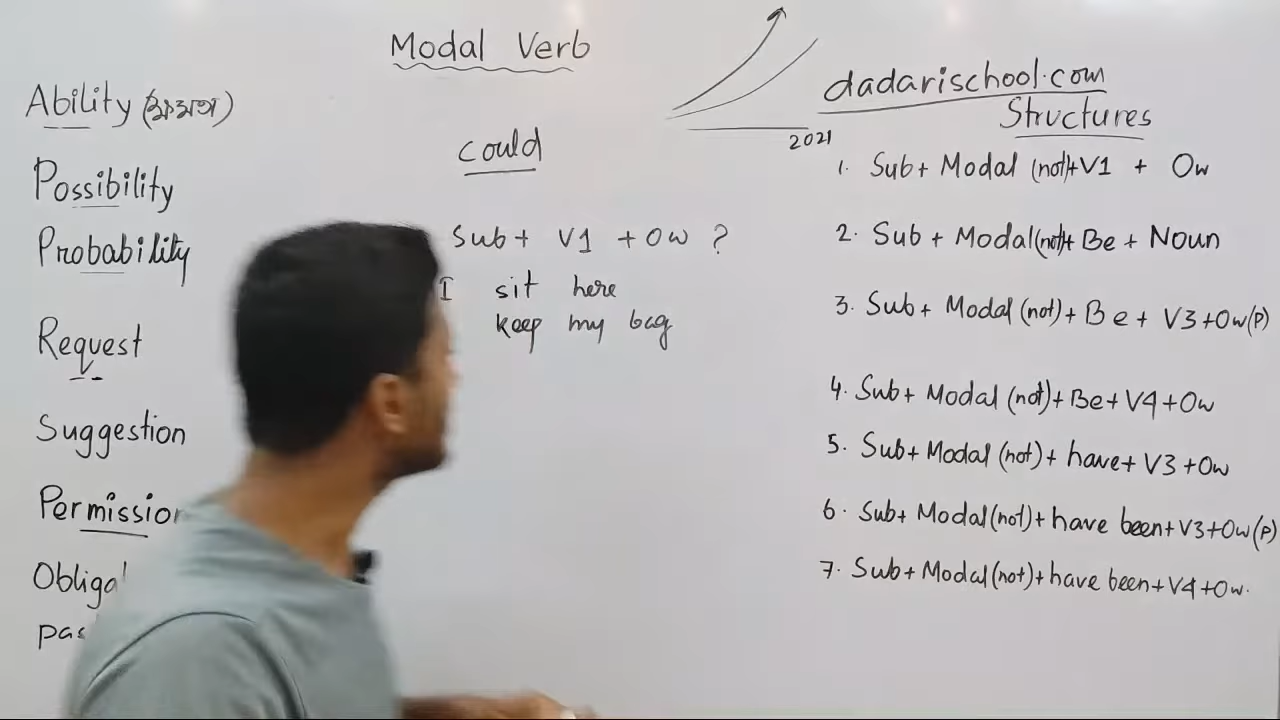 Modal Verb
Ability (ক্ষমতা)
Possibility
Probability
Request
Suggestion
Permission
Obliga
pas
could
Sub + V1 + Ow ?
I sit here
keep my bag
2021
dadarischool.com
Structures
1. Sub + Modal (not) + V1 + Ow
2. Sub + Modal (not) + Be + Noun
3. Sub + Modal (not) + Be + V3 + Ow (P)
4. Sub + Modal (not) + Be + V4 + Ow
5. Sub + Modal (not) + have + V3 + Ow
6. Sub + Modal (not) + have been + V3 + Ow (P)
7. Sub + Modal (not) + have been + V4 + Ow.